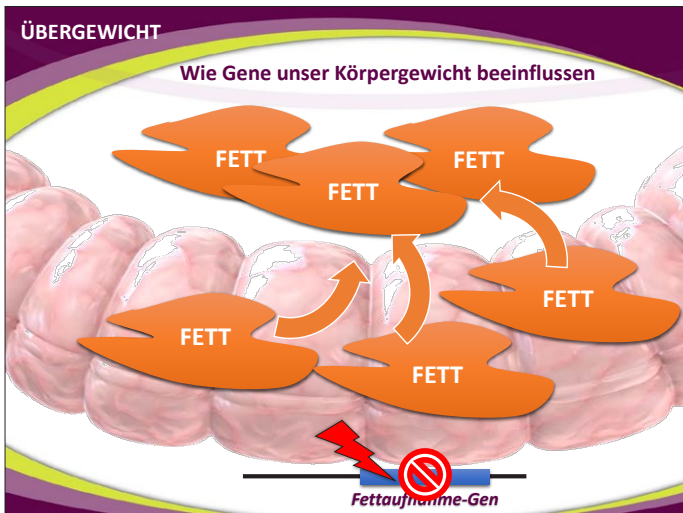 ÜBERGEWICHT
Wie Gene unser Körpergewicht beeinflussen
FETT
FETT
FETT
FETT
FETT
FETT
Fettaufnahme-Gen